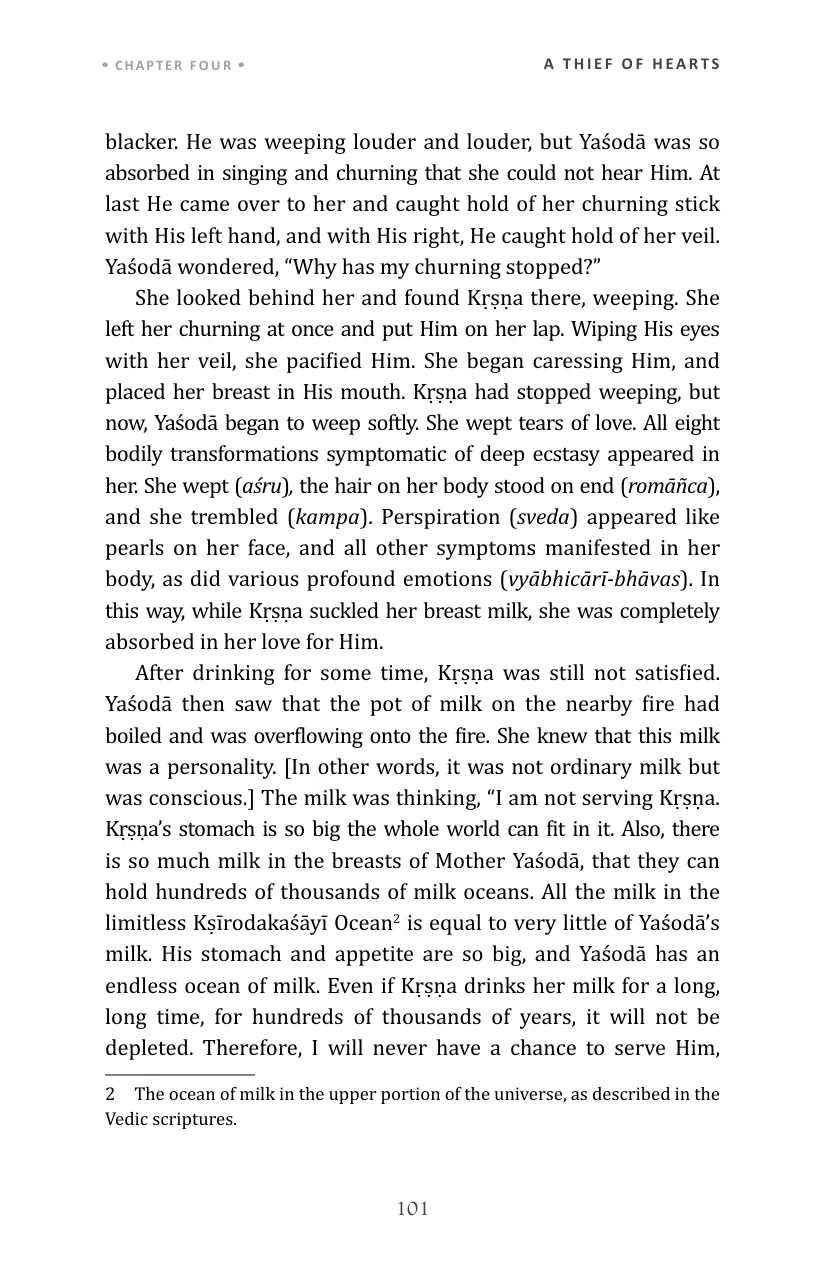 • CHAPTER FOUR •
A THIEF OF HEARTS
blacker. He was weeping louder and louder, but Yaśodā was so
absorbed in singing and churning that she could not hear Him. At
last He came over to her and caught hold of her churning stick
with His left hand, and with His right, He caught hold of her veil.
Yaśodā wondered, “Why has my churning stopped?”
She looked behind her and found Kṛṣṇa there, weeping. She
left her churning at once and put Him on her lap. Wiping His eyes
with her veil, she pacified Him. She began caressing Him, and
placed her breast in His mouth. Kṛṣṇa had stopped weeping, but
now, Yaśodā began to weep softly. She wept tears of love. All eight
bodily transformations symptomatic of deep ecstasy appeared in
her. She wept (aśru), the hair on her body stood on end (romāñca),
and she trembled (kampa). Perspiration (sveda) appeared like
pearls on her face, and all other symptoms manifested in her
body, as did various profound emotions (vyābhicārī-bhāvas). In
this way, while Kṛṣṇa suckled her breast milk, she was completely
absorbed in her love for Him.
After drinking for some time, Kṛṣṇa was still not satisfied.
Yaśodā then saw that the pot of milk on the nearby fire had
boiled and was overflowing onto the fire. She knew that this milk
was a personality. [In other words, it was not ordinary milk but
was conscious.] The milk was thinking, “I am not serving Kṛṣṇa.
Kṛṣṇa’s stomach is so big the whole world can fit in it. Also, there
is so much milk in the breasts of Mother Yaśodā, that they can
hold hundreds of thousands of milk oceans. All the milk in the
limitless Kṣīrodakaśāyī Ocean² is equal to very little of Yaśodā’s
milk. His stomach and appetite are so big, and Yaśodā has an
endless ocean of milk. Even if Kṛṣṇa drinks her milk for a long,
long time, for hundreds of thousands of years, it will not be
depleted. Therefore, I will never have a chance to serve Him,
2 The ocean of milk in the upper portion of the universe, as described in the
Vedic scriptures.
101